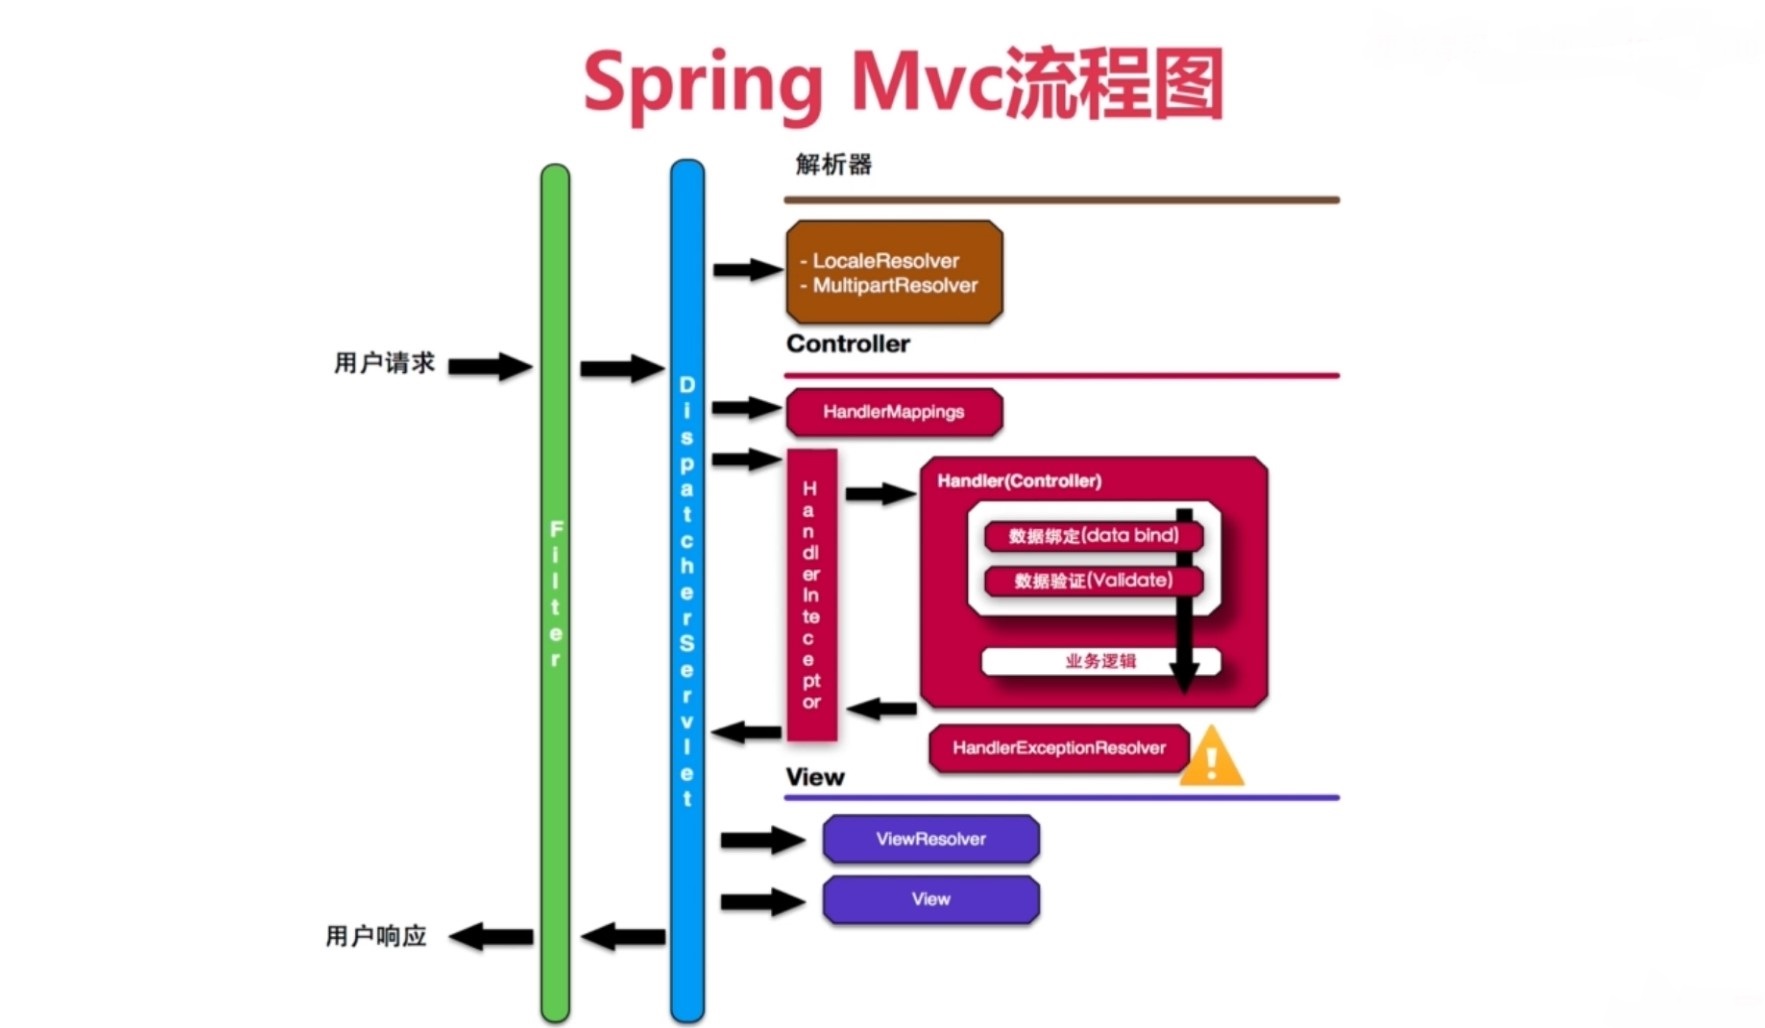 Spring Mvc流程图
解析器
- LocaleResolver
- MultipartResolver
Controller
用户请求
HandlerMappings
Filter
DispatcherServlet
HandlerInteceptor
Handler(Controller)
数据绑定(data bind)
数据验证(Validate)
业务逻辑
HandlerExceptionResolver
View
ViewResolver
View
用户响应